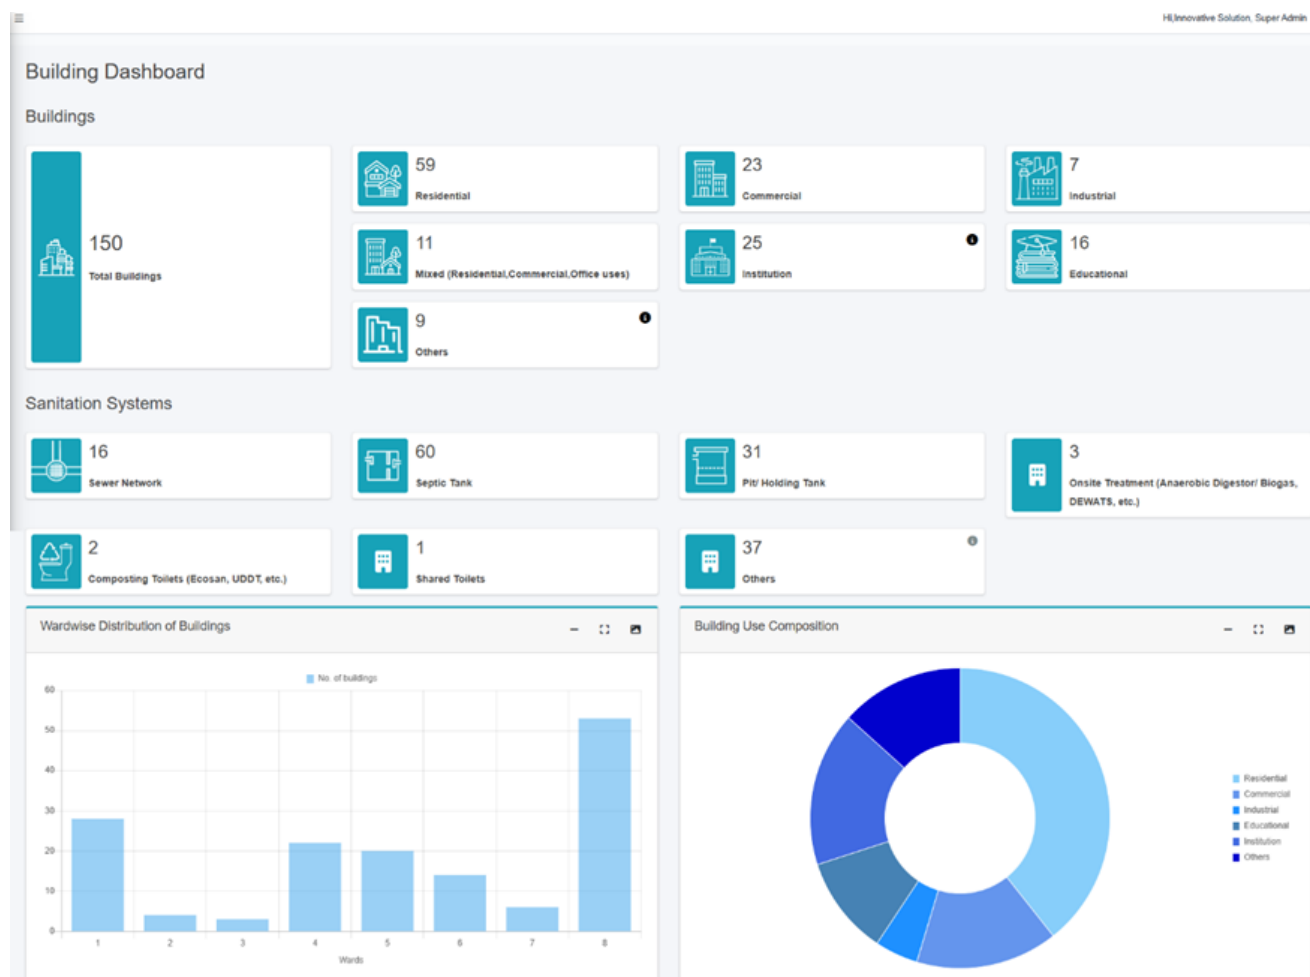 Hi,Innovative Solution, Super Admin
Building Dashboard
Buildings
150
Total Buildings
59
Residential
23
Commercial
7
Industrial
11
Mixed (Residential,Commercial,Office uses)
25
Institution
16
Educational
9
Others
Sanitation Systems
16
Sewer Network
60
Septic Tank
31
Pit/ Holding Tank
3
Onsite Treatment (Anaerobic Digestor/ Biogas,
DEWATS, etc.)
2
Composting Toilets (Ecosan, UDDT, etc.)
1
Shared Toilets
37
Others
Wardwise Distribution of Buildings
No. of buildings
60
50
40
30
20
10
0
1 2 3 4 5 6 7 8
Wards
Building Use Composition
Residential
Commercial
Industrial
Educational
Institution
Others